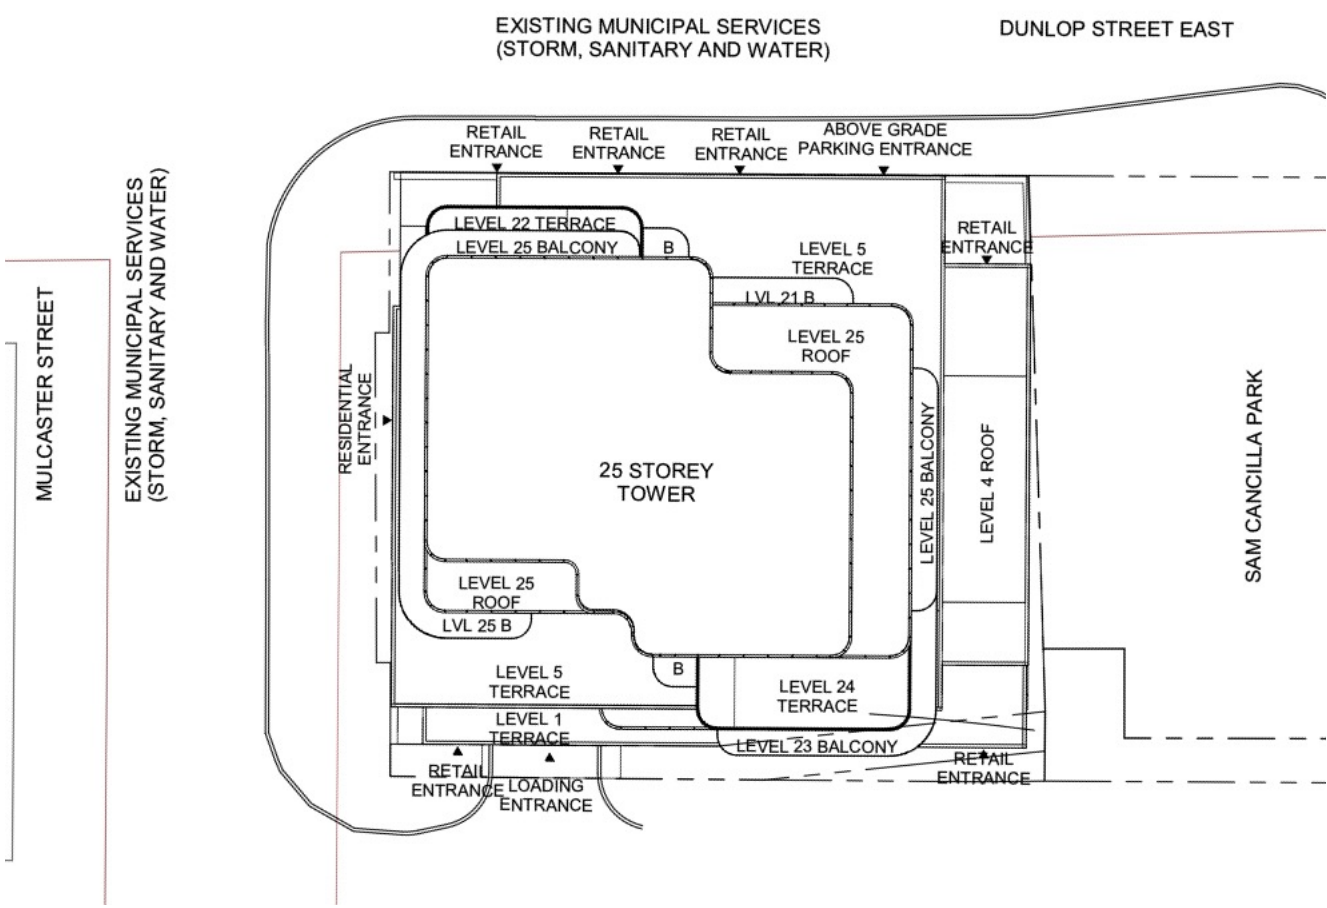 EXISTING MUNICIPAL SERVICES
(STORM, SANITARY AND WATER)
DUNLOP STREET EAST
RETAIL
ENTRANCE
RETAIL
ENTRANCE
RETAIL
ENTRANCE
ABOVE GRADE
PARKING ENTRANCE
EXISTING MUNICIPAL SERVICES
(STORM, SANITARY AND WATER)
MULCASTER STREET
LEVEL 22 TERRACE
LEVEL 25 BALCONY
B
LEVEL 5
TERRACE
RETAIL
ENTRANCE
LVL 21 B
LEVEL 25
ROOF
RESIDENTIAL
ENTRANCE
25 STOREY
TOWER
LEVEL 25 BALCONY
LEVEL 4 ROOF
SAM CANCILLA PARK
LEVEL 25
ROOF
LVL 25 B
LEVEL 5
TERRACE
B
LEVEL 24
TERRACE
LEVEL 1
TERRACE
LEVEL 23 BALCONY
RETAIL
ENTRANCE
LOADING
ENTRANCE
RETAIL
ENTRANCE